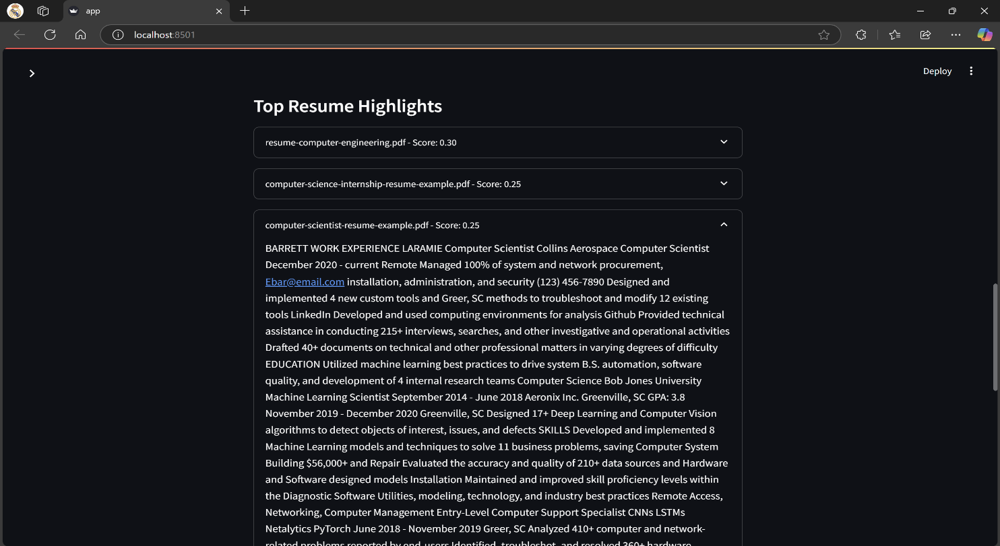 app
localhost:8501
Deploy
Top Resume Highlights
resume-computer-engineering.pdf - Score: 0.30
computer-science-internship-resume-example.pdf - Score: 0.25
computer-scientist-resume-example.pdf - Score: 0.25
BARRETT WORK EXPERIENCE LARAMIE Computer Scientist Collins Aerospace Computer Scientist
December 2020 - current Remote Managed 100% of system and network procurement,
Ebar@email.com installation, administration, and security (123) 456-7890 Designed and
implemented 4 new custom tools and Greer, SC methods to troubleshoot and modify 12 existing
tools LinkedIn Developed and used computing environments for analysis Github Provided technical
assistance in conducting 215+ interviews, searches, and other investigative and operational activities
Drafted 40+ documents on technical and other professional matters in varying degrees of difficulty
EDUCATION Utilized machine learning best practices to drive system B.S. automation, software
quality, and development of 4 internal research teams Computer Science Bob Jones University
Machine Learning Scientist September 2014 - June 2018 Aeronix Inc. Greenville, SC GPA: 3.8
November 2019 - December 2020 Greenville, SC Designed 17+ Deep Learning and Computer Vision
algorithms to detect objects of interest, issues, and defects SKILLS Developed and implemented 8
Machine Learning models and techniques to solve 11 business problems, saving Computer System
Building $56,000+ and Repair Evaluated the accuracy and quality of 210+ data sources and Hardware
and Software designed models Installation Maintained and improved skill proficiency levels within
the Diagnostic Software Utilities, modeling, technology, and industry best practices Remote Access,
Networking, Computer Management Entry-Level Computer Support Specialist CNNs LSTMs
Netalytics PyTorch June 2018 - November 2019 Greer, SC Analyzed 410+ computer and network-
related problems reported by end-users Identified, troubleshot, and resolved 360+ hardware,